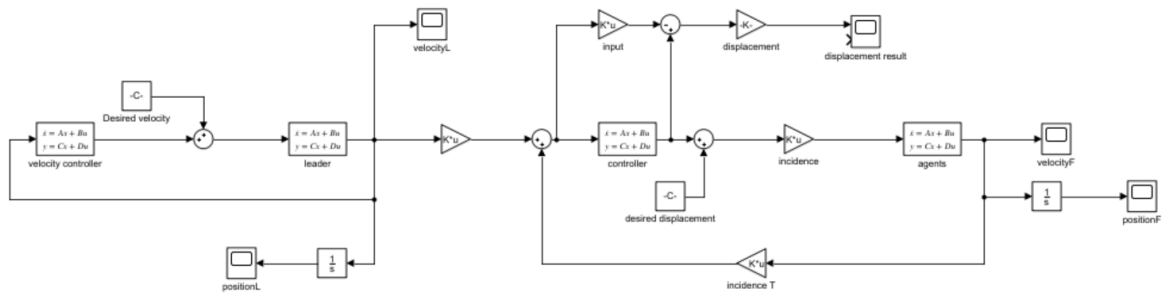 velocityL
K*u
input
-K-
displacement
displacement result
-C-
Desired velocity
ẋ = Ax + Bu
y = Cx + Du
velocity controller
ẋ = Ax + Bu
y = Cx + Du
leader
K*u
ẋ = Ax + Bu
y = Cx + Du
controller
K*u
incidence
ẋ = Ax + Bu
y = Cx + Du
agents
velocityF
-C-
desired displacement
1
s
positionF
positionL
1
s
K*u
incidence T